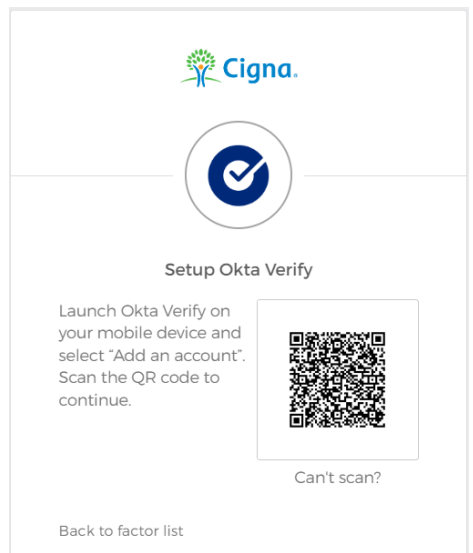 Cigna.
Setup Okta Verify
Launch Okta Verify on
your mobile device and
select “Add an account”.
Scan the QR code to
continue.
Can't scan?
Back to factor list